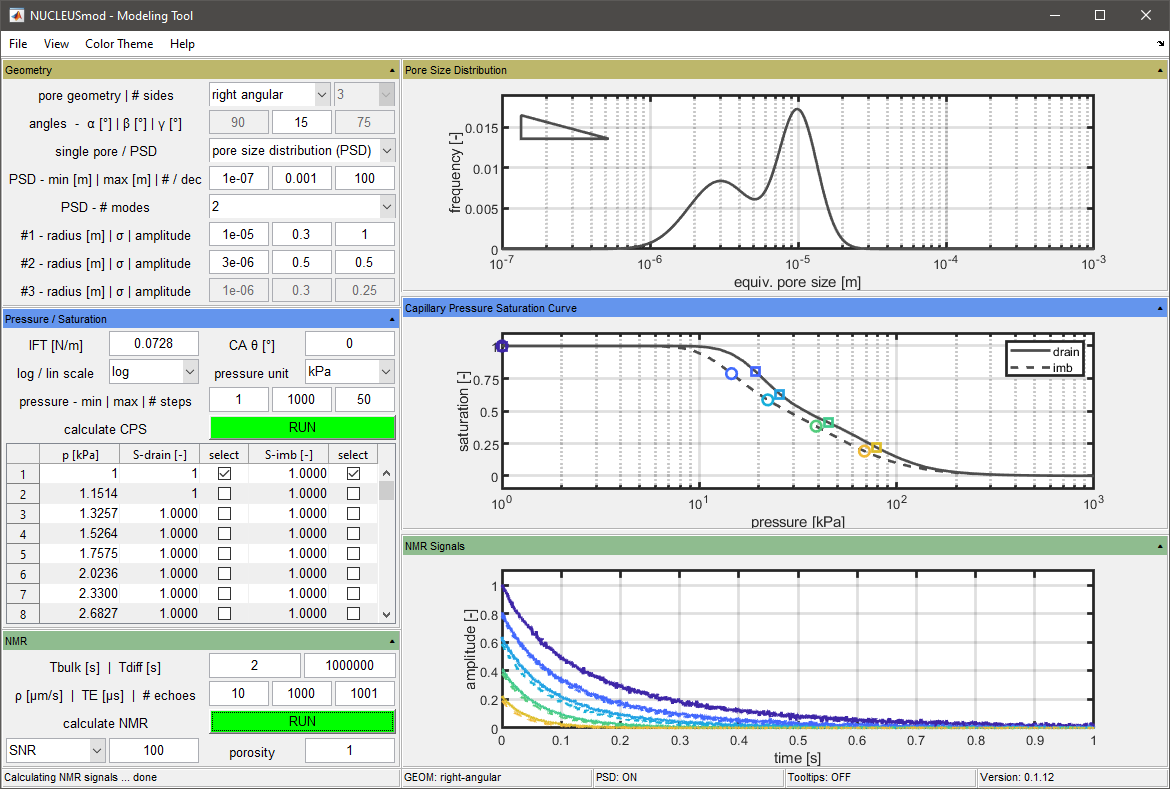 NUCLEUSmod - Modeling Tool
File View Color Theme Help
Geometry
pore geometry | # sides right angular 3
angles - α [°] | β [°] | γ [°] 90 15 75
single pore / PSD pore size distribution (PSD)
PSD - min [m] | max [m] | # / dec 1e-07 0.001 100
PSD - # modes 2
#1 - radius [m] | σ | amplitude 1e-05 0.3 1
#2 - radius [m] | σ | amplitude 3e-06 0.5 0.5
#3 - radius [m] | σ | amplitude 1e-06 0.3 0.25
Pressure / Saturation
IFT [N/m] 0.0728 CA θ [°] 0
log / lin scale log pressure unit kPa
pressure - min | max | # steps 1 1000 50
calculate CPS RUN
p [kPa] S-drain [-] select S-imb [-] select
1 1 1 1.0000
2 1.1514 1 1.0000
3 1.3257 1.0000 1.0000
4 1.5264 1.0000 1.0000
5 1.7575 1.0000 1.0000
6 2.0236 1.0000 1.0000
7 2.3300 1.0000 1.0000
8 2.6827 1.0000 1.0000
NMR
Tbulk [s] | Tdiff [s] 2 1000000
ρ [µm/s] | TE [µs] | # echoes 10 1000 1001
calculate NMR RUN
SNR 100 porosity 1
Pore Size Distribution
frequency [-]
0.015
0.01
0.005
0
10^-7 10^-6 10^-5 10^-4 10^-3
equiv. pore size [m]
Capillary Pressure Saturation Curve
saturation [-]
1
0.75
0.5
0.25
0
drain
imb
10^0 10^1 10^2 10^3
pressure [kPa]
NMR Signals
amplitude [-]
1
0.8
0.6
0.4
0.2
0
0 0.1 0.2 0.3 0.4 0.5 0.6 0.7 0.8 0.9 1
time [s]
Calculating NMR signals ... done GEOM: right-angular PSD: ON Tooltips: OFF Version: 0.1.12